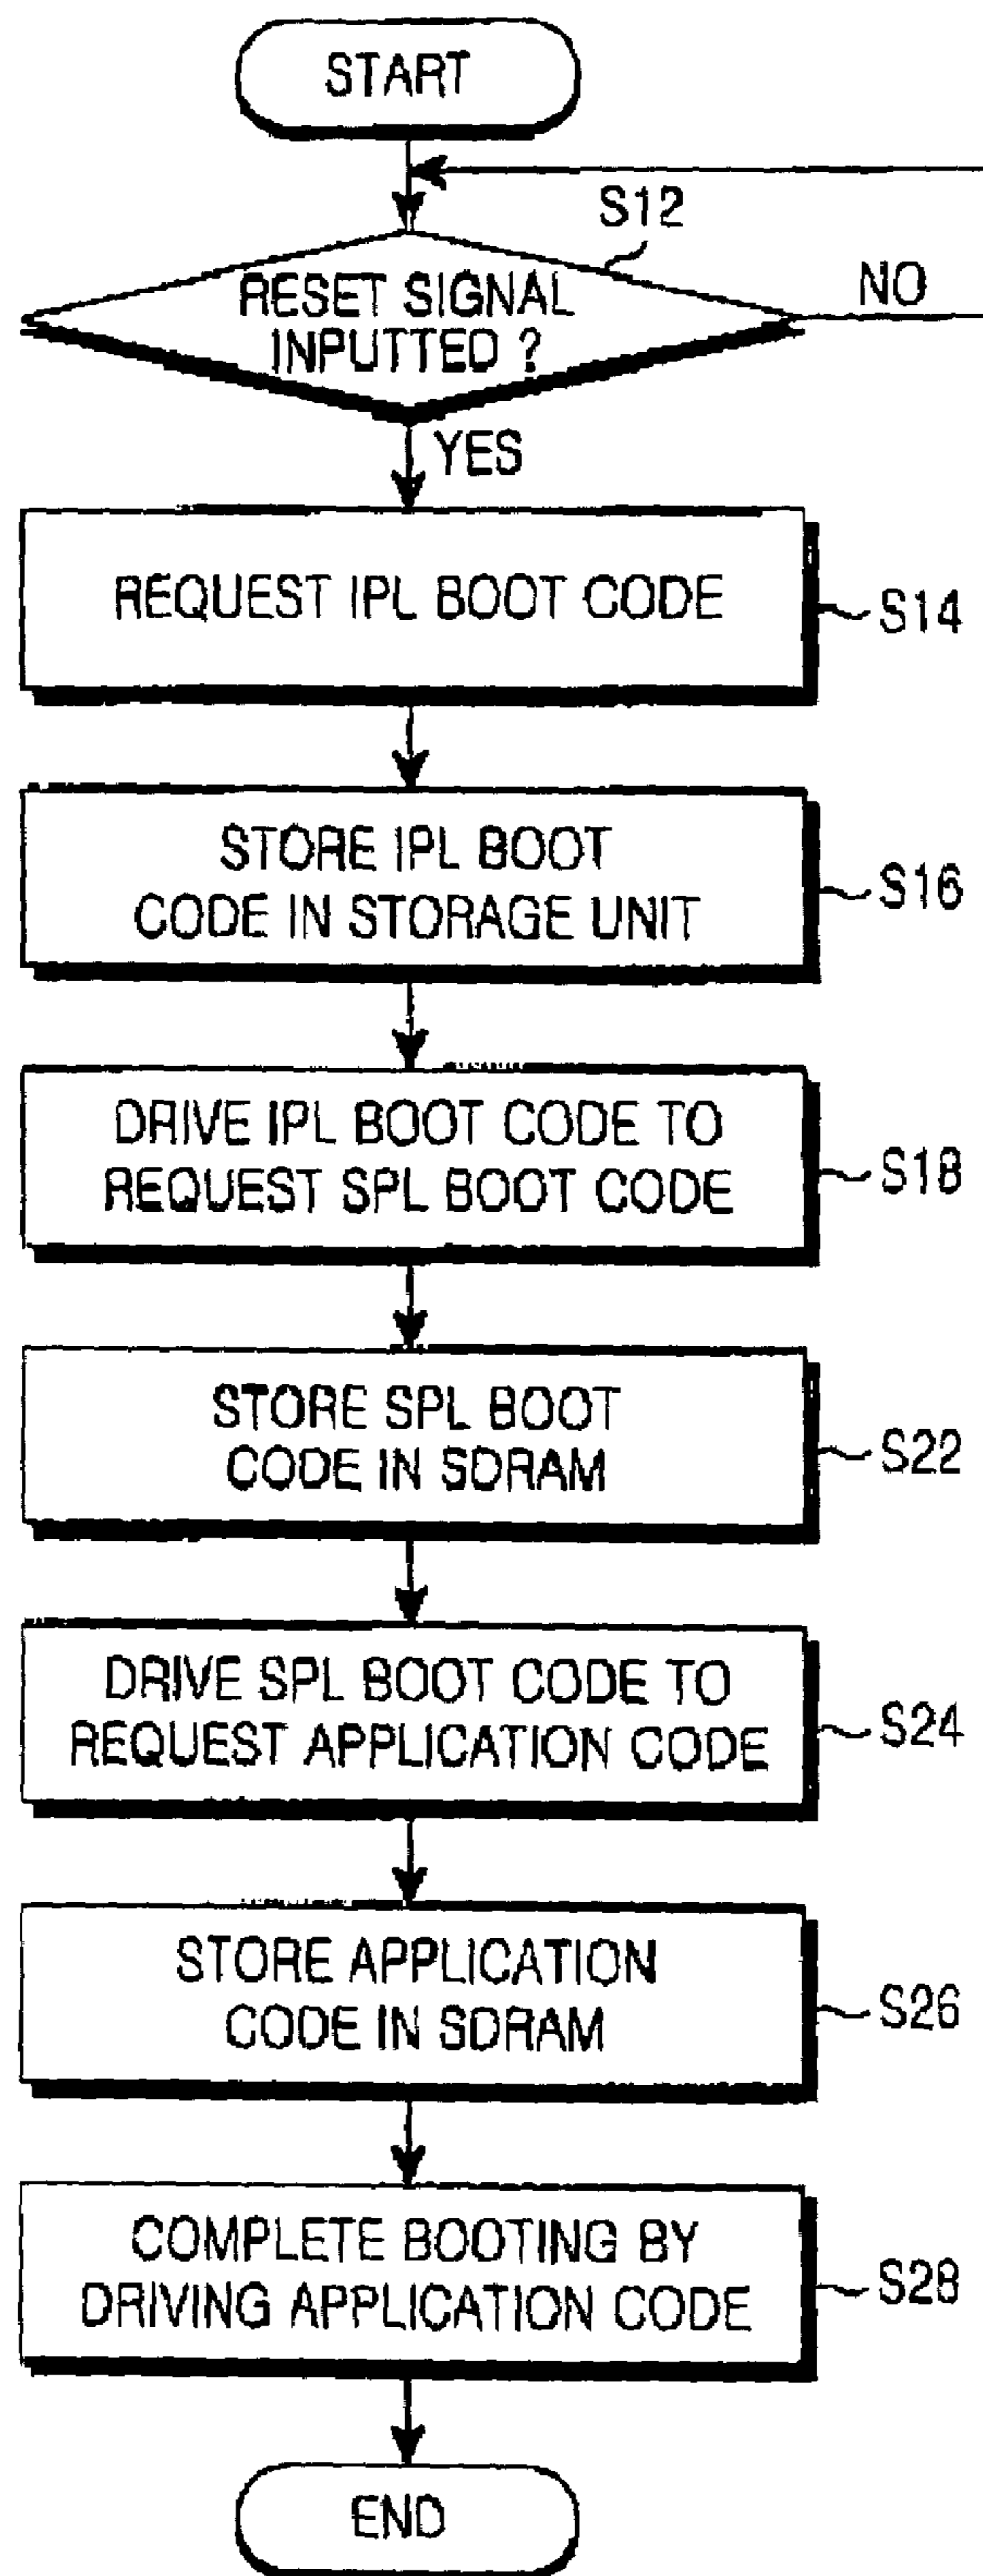 START
S12
RESET SIGNAL
INPUTTED ?
NO
YES
REQUEST IPL BOOT CODE
S14
STORE IPL BOOT
CODE IN STORAGE UNIT
S16
DRIVE IPL BOOT CODE TO
REQUEST SPL BOOT CODE
S18
STORE SPL BOOT
CODE IN SDRAM
S22
DRIVE SPL BOOT CODE TO
REQUEST APPLICATION CODE
S24
STORE APPLICATION
CODE IN SDRAM
S26
COMPLETE BOOTING BY
DRIVING APPLICATION CODE
S28
END